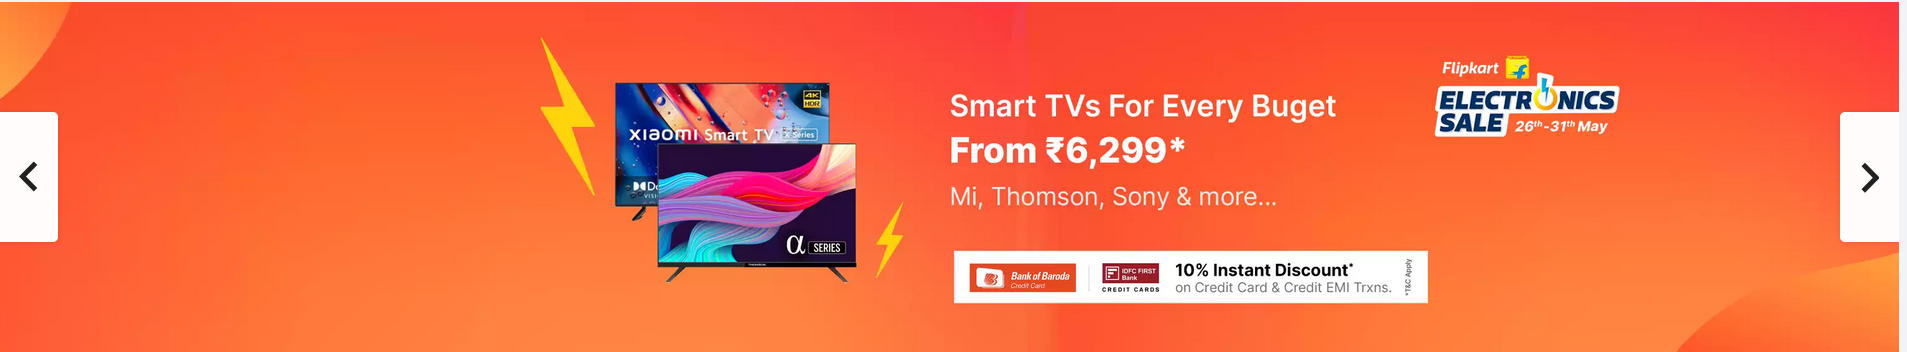 4K
HDR
xiaomi Smart TV X Series
VISI
α SERIES
THOMSON
Smart TVs For Every Buget
From ₹6,299*
Mi, Thomson, Sony & more...
Bank of Baroda
Credit Card
IDFC FIRST
Bank
CREDIT CARDS
10% Instant Discount*
on Credit Card & Credit EMI Trxns.
*T&C Apply
Flipkart
ELECTRONICS
SALE 26th-31st May